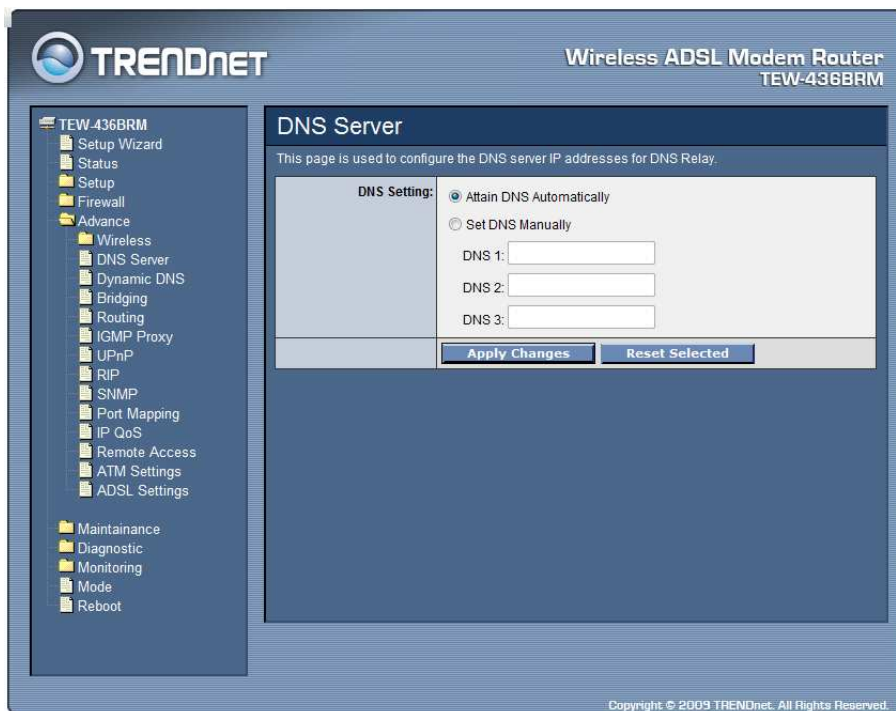 TRENDNET
Wireless ADSL Modem Router
TEW-436BRM
TEW-436BRM
Setup Wizard
Status
Setup
Firewall
Advance
Wireless
DNS Server
Dynamic DNS
Bridging
Routing
IGMP Proxy
UPnP
RIP
SNMP
Port Mapping
IP QoS
Remote Access
ATM Settings
ADSL Settings
Maintainance
Diagnostic
Monitoring
Mode
Reboot
DNS Server
This page is used to configure the DNS server IP addresses for DNS Relay.
DNS Setting:
Attain DNS Automatically
Set DNS Manually
DNS 1:
DNS 2:
DNS 3:
Apply Changes Reset Selected
Copyright © 2009 TRENDnet. All Rights Reserved.